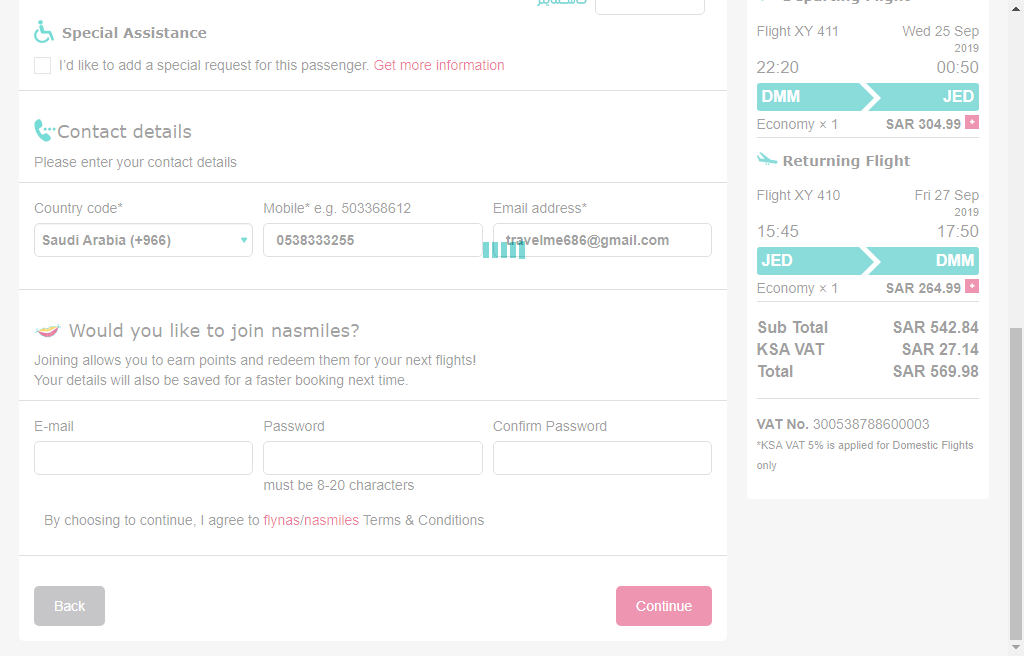 Special Assistance
I'd like to add a special request for this passenger. Get more information
Contact details
Please enter your contact details
Country code*
Mobile* e.g. 503368612
Email address*
Saudi Arabia (+966)
0538333255
travelme686@gmail.com
Would you like to join nasmiles?
Joining allows you to earn points and redeem them for your next flights!
Your details will also be saved for a faster booking next time.
E-mail
Password
Confirm Password
must be 8-20 characters
By choosing to continue, I agree to flynas/nasmiles Terms & Conditions
Back
Continue
Departing Flight
Flight XY 411
Wed 25 Sep
2019
22:20
00:50
DMM
JED
Economy × 1
SAR 304.99 +
Returning Flight
Flight XY 410
Fri 27 Sep
2019
15:45
17:50
JED
DMM
Economy × 1
SAR 264.99 +
Sub Total
SAR 542.84
KSA VAT
SAR 27.14
Total
SAR 569.98
VAT No. 300538788600003
*KSA VAT 5% is applied for Domestic Flights
only